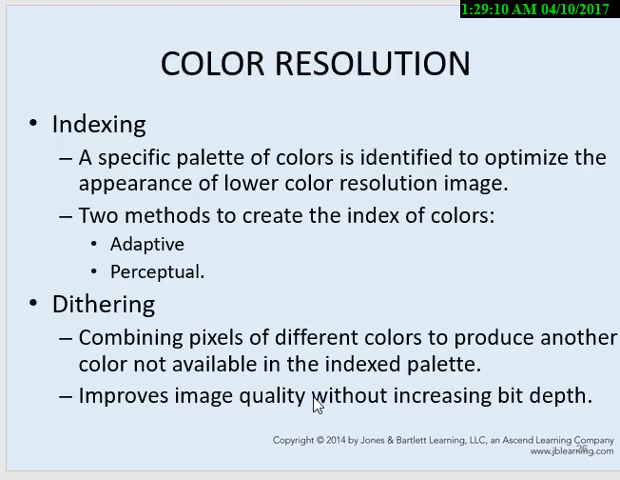 1:29:10 AM 04/10/2017
COLOR RESOLUTION
• Indexing
– A specific palette of colors is identified to optimize the
appearance of lower color resolution image.
– Two methods to create the index of colors:
• Adaptive
• Perceptual.
• Dithering
– Combining pixels of different colors to produce another
color not available in the indexed palette.
– Improves image quality without increasing bit depth.
Copyright © 2014 by Jones & Bartlett Learning, LLC, an Ascend Learning Company
www.jblearning.com
26